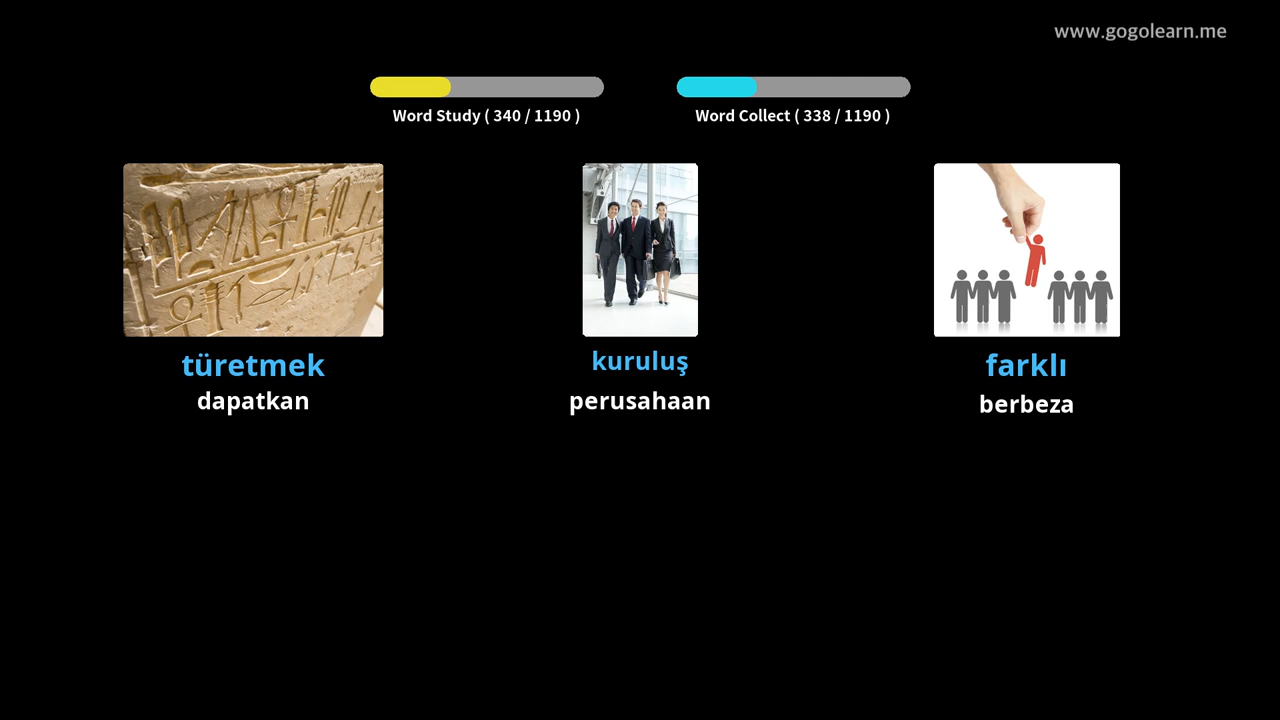 www.gogolearn.me
Word Study ( 340 / 1190 )
Word Collect ( 338 / 1190 )
türetmek
dapatkan
kuruluş
perusahaan
farklı
berbeza